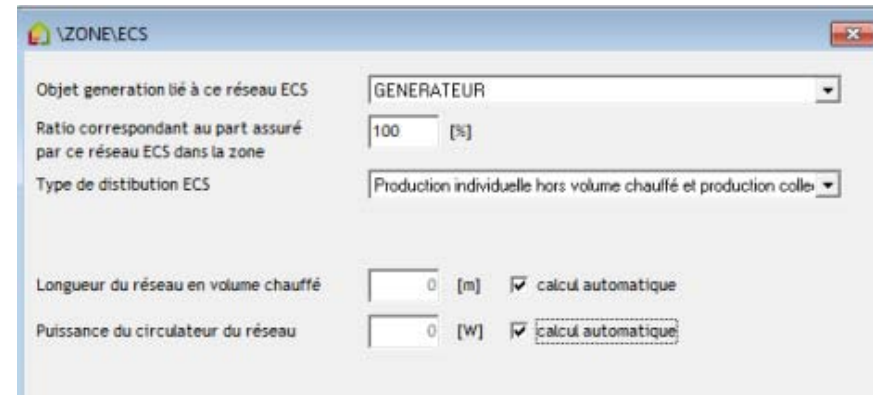 \ZONE\ECS
Objet generation lié à ce réseau ECS GENERATEUR
Ratio correspondant au part assuré
par ce réseau ECS dans la zone 100 [%]
Type de distibution ECS Production individuelle hors volume chauffé et production colle
Longueur du réseau en volume chauffé 0 [m] calcul automatique
Puissance du circulateur du réseau 0 [W] calcul automatique